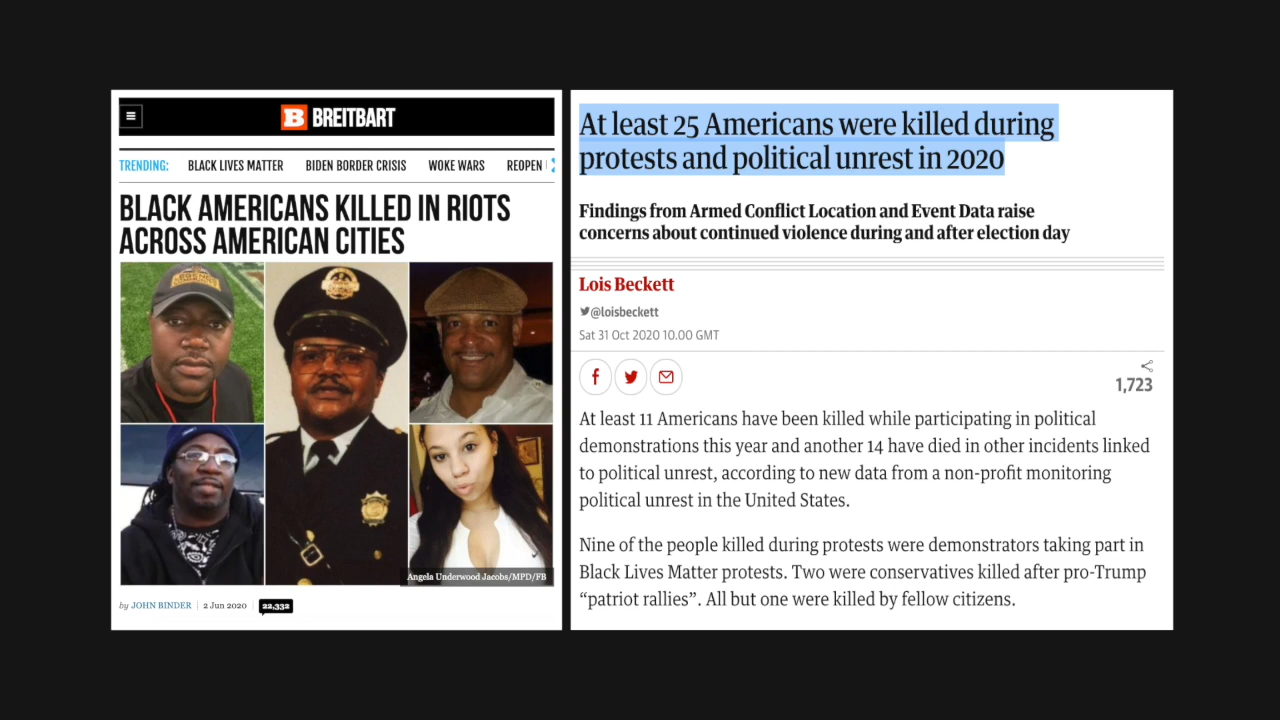 BREITBART
TRENDING: BLACK LIVES MATTER BIDEN BORDER CRISIS WOKE WARS REOPEN
BLACK AMERICANS KILLED IN RIOTS
ACROSS AMERICAN CITIES
Angela Underwood Jacobs/MPD/FB
by JOHN BINDER | 2 Jun 2020 | 22,332
At least 25 Americans were killed during
protests and political unrest in 2020
Findings from Armed Conflict Location and Event Data raise
concerns about continued violence during and after election day
Lois Beckett
@loisbeckett
Sat 31 Oct 2020 10.00 GMT
1,723
At least 11 Americans have been killed while participating in political
demonstrations this year and another 14 have died in other incidents linked
to political unrest, according to new data from a non-profit monitoring
political unrest in the United States.
Nine of the people killed during protests were demonstrators taking part in
Black Lives Matter protests. Two were conservatives killed after pro-Trump
“patriot rallies”. All but one were killed by fellow citizens.